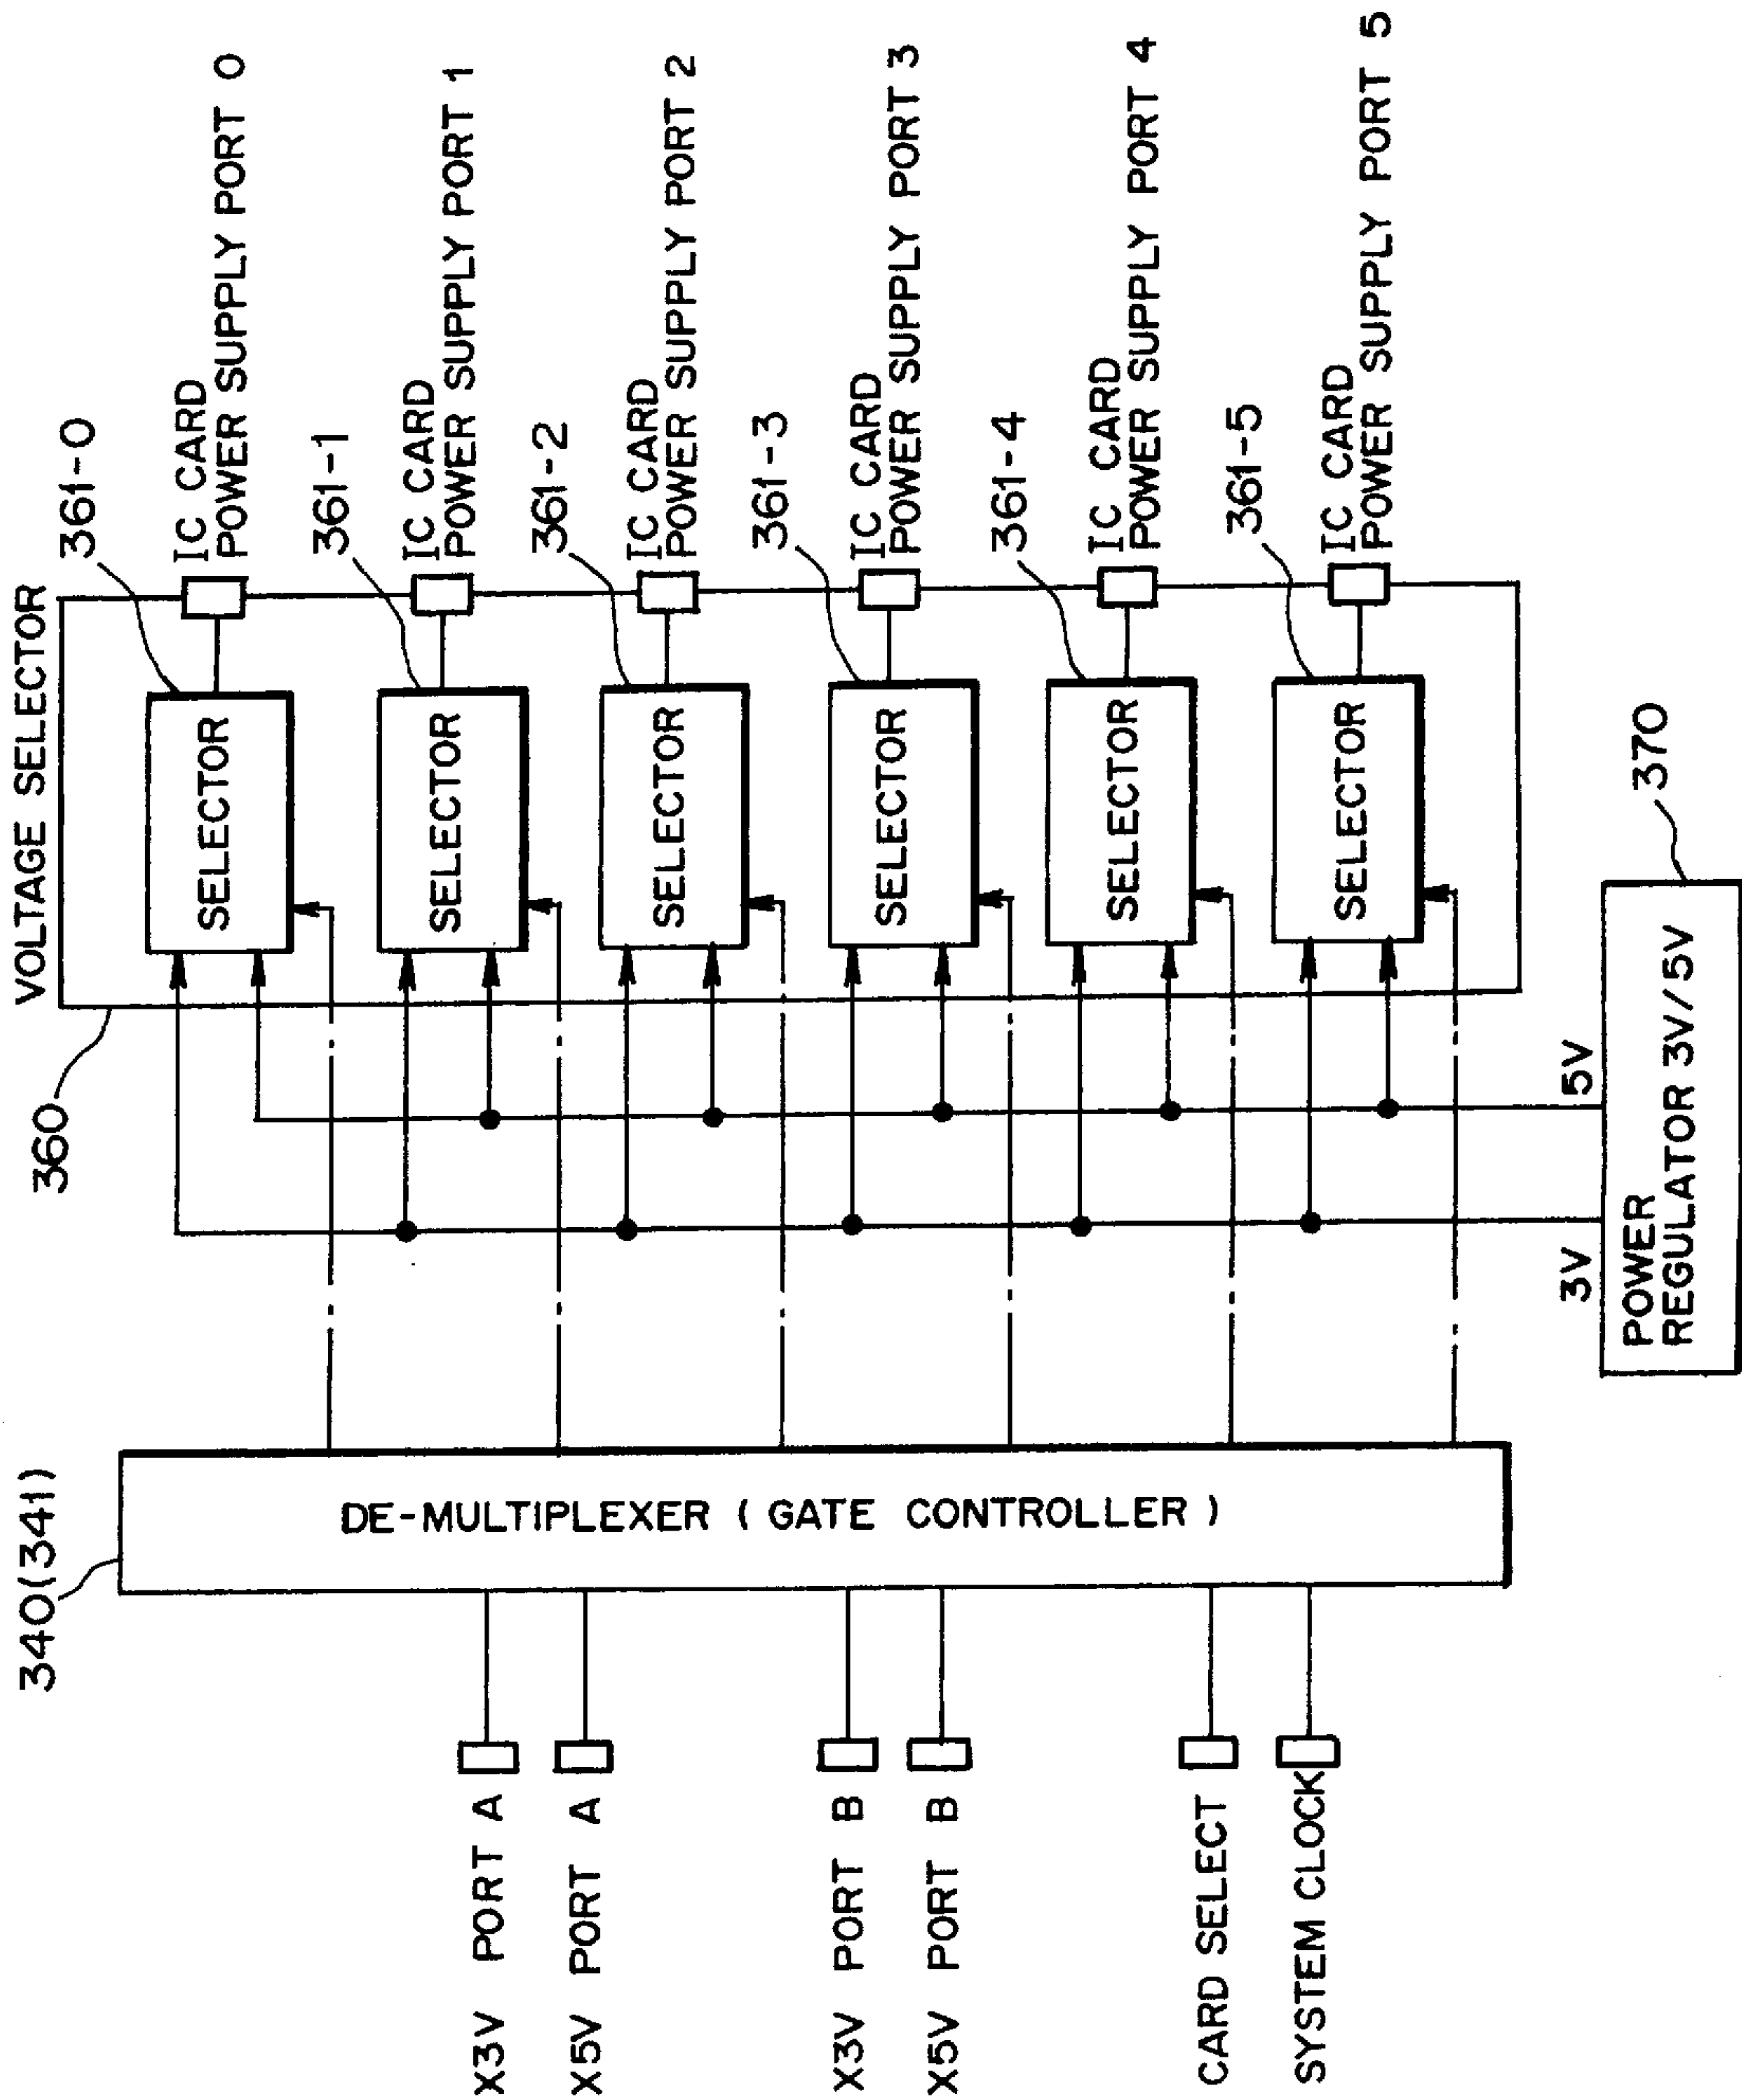 340(341)
360
VOLTAGE SELECTOR
361-0
IC CARD
POWER SUPPLY PORT 0
SELECTOR
361-1
IC CARD
POWER SUPPLY PORT 1
SELECTOR
361-2
IC CARD
POWER SUPPLY PORT 2
SELECTOR
361-3
IC CARD
POWER SUPPLY PORT 3
SELECTOR
361-4
IC CARD
POWER SUPPLY PORT 4
SELECTOR
361-5
IC CARD
POWER SUPPLY PORT 5
SELECTOR
X3V PORT A
X5V PORT A
X3V PORT B
X5V PORT B
CARD SELECT
SYSTEM CLOCK
DE-MULTIPLEXER ( GATE CONTROLLER )
3V
5V
POWER
REGULATOR 3V/5V
370